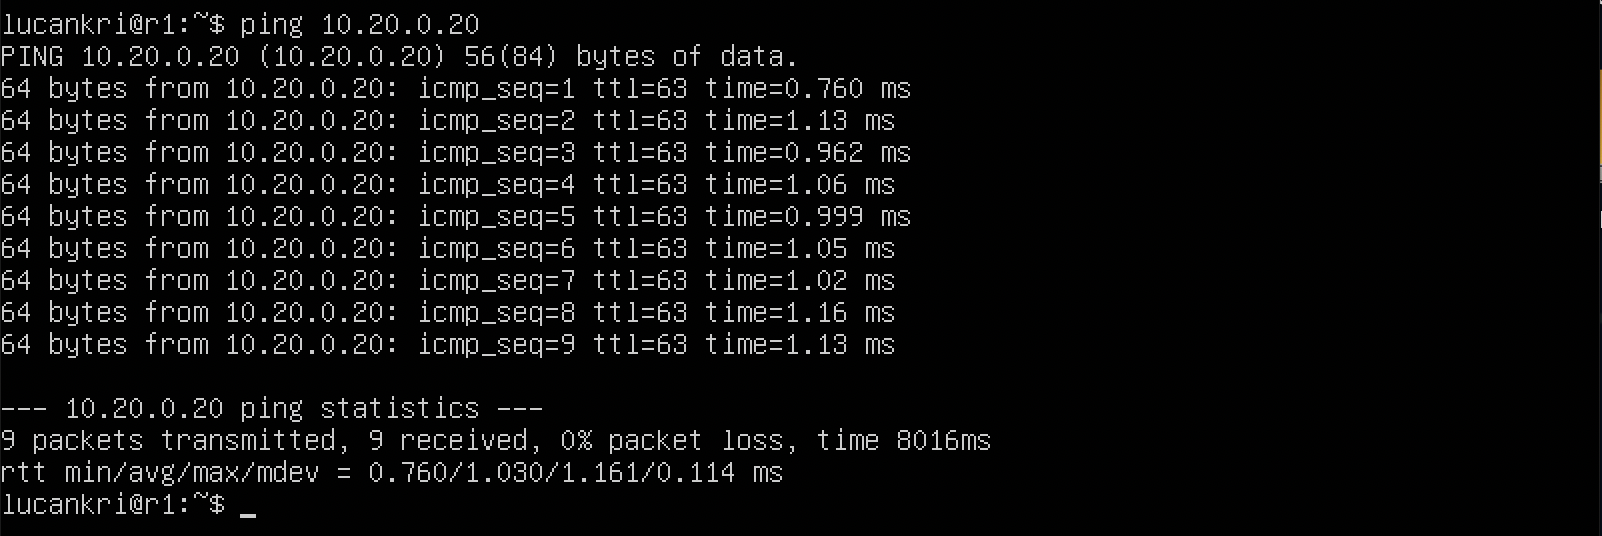 lucankri@r1:~$ ping 10.20.0.20
PING 10.20.0.20 (10.20.0.20) 56(84) bytes of data.
64 bytes from 10.20.0.20: icmp_seq=1 ttl=63 time=0.760 ms
64 bytes from 10.20.0.20: icmp_seq=2 ttl=63 time=1.13 ms
64 bytes from 10.20.0.20: icmp_seq=3 ttl=63 time=0.962 ms
64 bytes from 10.20.0.20: icmp_seq=4 ttl=63 time=1.06 ms
64 bytes from 10.20.0.20: icmp_seq=5 ttl=63 time=0.999 ms
64 bytes from 10.20.0.20: icmp_seq=6 ttl=63 time=1.05 ms
64 bytes from 10.20.0.20: icmp_seq=7 ttl=63 time=1.02 ms
64 bytes from 10.20.0.20: icmp_seq=8 ttl=63 time=1.16 ms
64 bytes from 10.20.0.20: icmp_seq=9 ttl=63 time=1.13 ms
--- 10.20.0.20 ping statistics ---
9 packets transmitted, 9 received, 0% packet loss, time 8016ms
rtt min/avg/max/mdev = 0.760/1.030/1.161/0.114 ms
lucankri@r1:~$ _